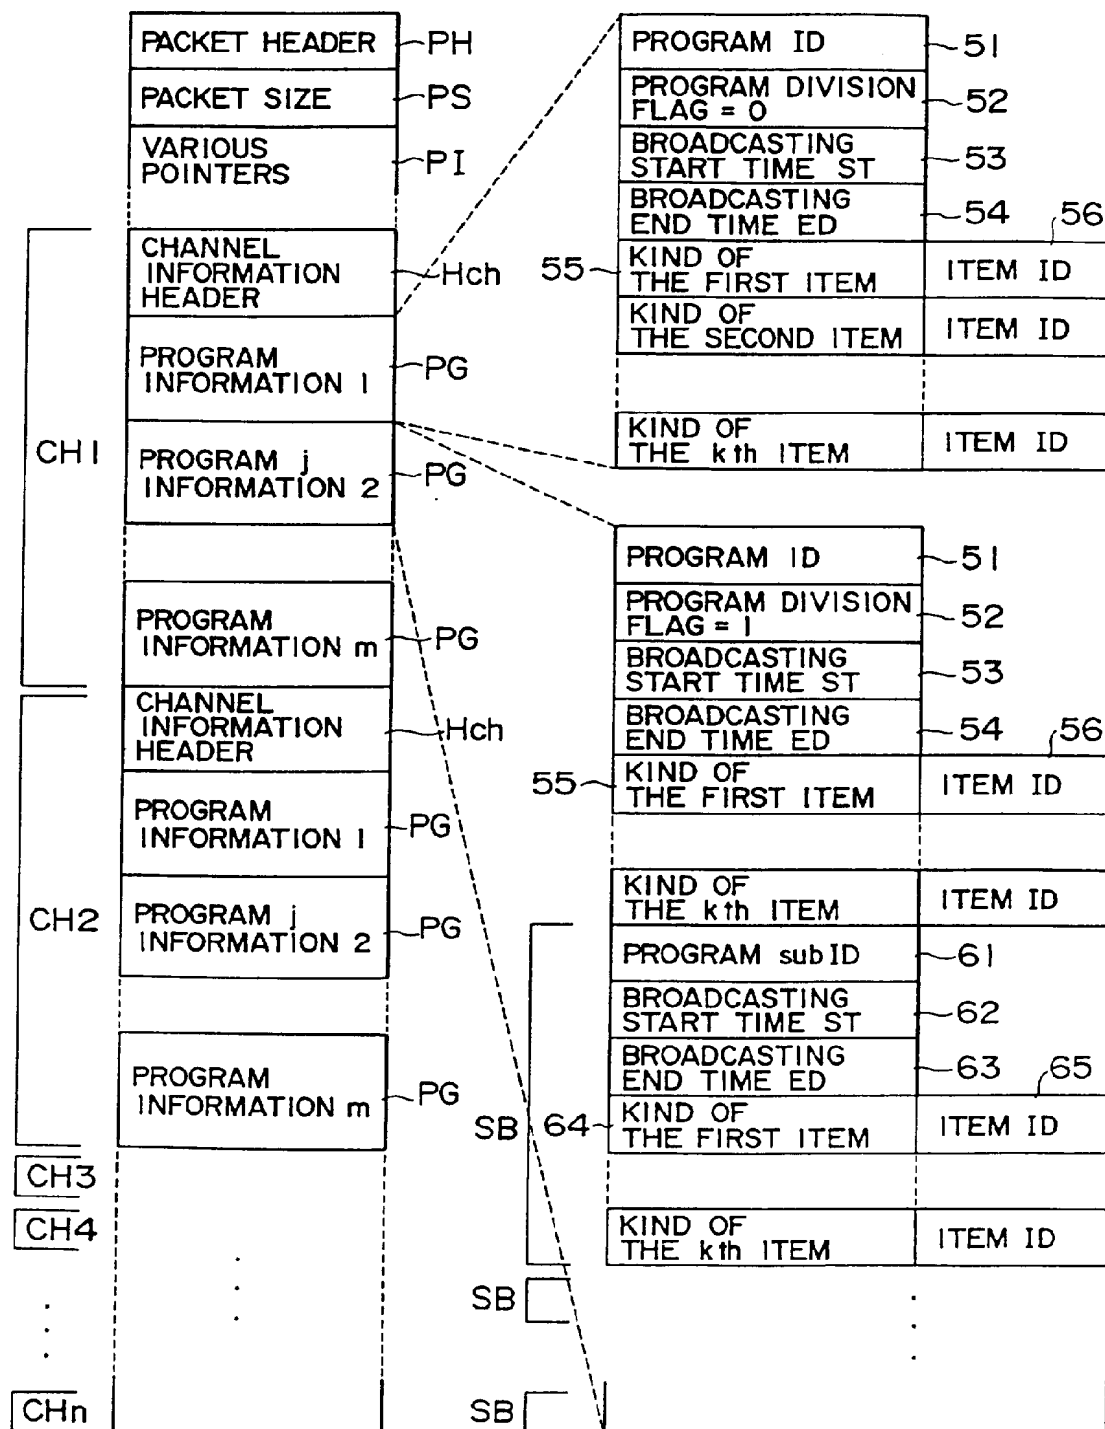 PACKET HEADER
PH
PACKET SIZE
PS
VARIOUS
POINTERS
PI
CH1
CHANNEL
INFORMATION
HEADER
Hch
PROGRAM
INFORMATION 1
PG
PROGRAM j
INFORMATION 2
PG
PROGRAM
INFORMATION m
PG
CH2
CHANNEL
INFORMATION
HEADER
Hch
PROGRAM
INFORMATION 1
PG
PROGRAM j
INFORMATION 2
PG
PROGRAM
INFORMATION m
PG
CH3
CH4
CHn
PROGRAM ID
51
PROGRAM DIVISION
FLAG = 0
52
BROADCASTING
START TIME ST
53
BROADCASTING
END TIME ED
54
56
55
KIND OF
THE FIRST ITEM
ITEM ID
KIND OF
THE SECOND ITEM
ITEM ID
KIND OF
THE kth ITEM
ITEM ID
PROGRAM ID
51
PROGRAM DIVISION
FLAG = 1
52
BROADCASTING
START TIME ST
53
BROADCASTING
END TIME ED
54
56
55
KIND OF
THE FIRST ITEM
ITEM ID
KIND OF
THE kth ITEM
ITEM ID
SB
PROGRAM subID
61
BROADCASTING
START TIME ST
62
BROADCASTING
END TIME ED
63
65
64
KIND OF
THE FIRST ITEM
ITEM ID
KIND OF
THE kth ITEM
ITEM ID
SB
SB